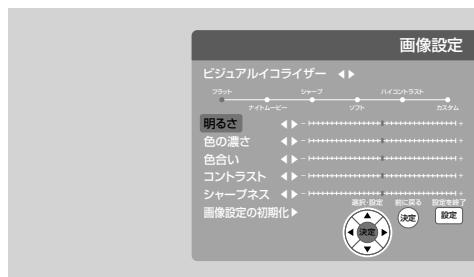 画像設定
ビジュアルイコライザー ◀▶
フラット シャープ ハイコントラスト
ナイトムービー ソフト カスタム
明るさ ◀▶ - +
色の濃さ ◀▶ - +
色合い ◀▶ - +
コントラスト ◀▶ - +
シャープネス ◀▶ - +
画像設定の初期化▶
選択・設定 前に戻る 設定を終了
決定 決定 設定